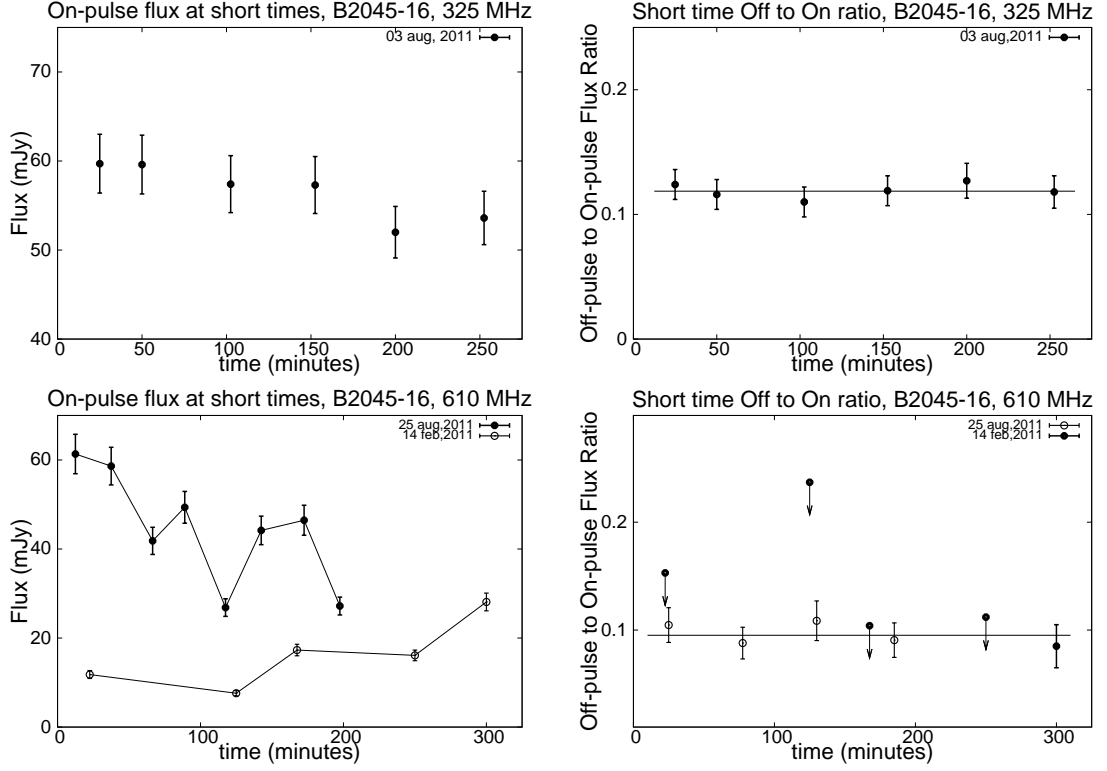 On-pulse flux at short times, B2045-16, 325 MHz
03 aug, 2011
Flux (mJy)
70
60
50
40
0 50 100 150 200 250
time (minutes)
Short time Off to On ratio, B2045-16, 325 MHz
03 aug,2011
Off-pulse to On-pulse Flux Ratio
0.2
0.1
0
0 50 100 150 200 250
time (minutes)
On-pulse flux at short times, B2045-16, 610 MHz
25 aug,2011
14 feb,2011
Flux (mJy)
60
40
20
0
0 100 200 300
time (minutes)
Short time Off to On ratio, B2045-16, 610 MHz
25 aug,2011
14 feb,2011
Off-pulse to On-pulse Flux Ratio
0.2
0.1
0 100 200 300
time (minutes)